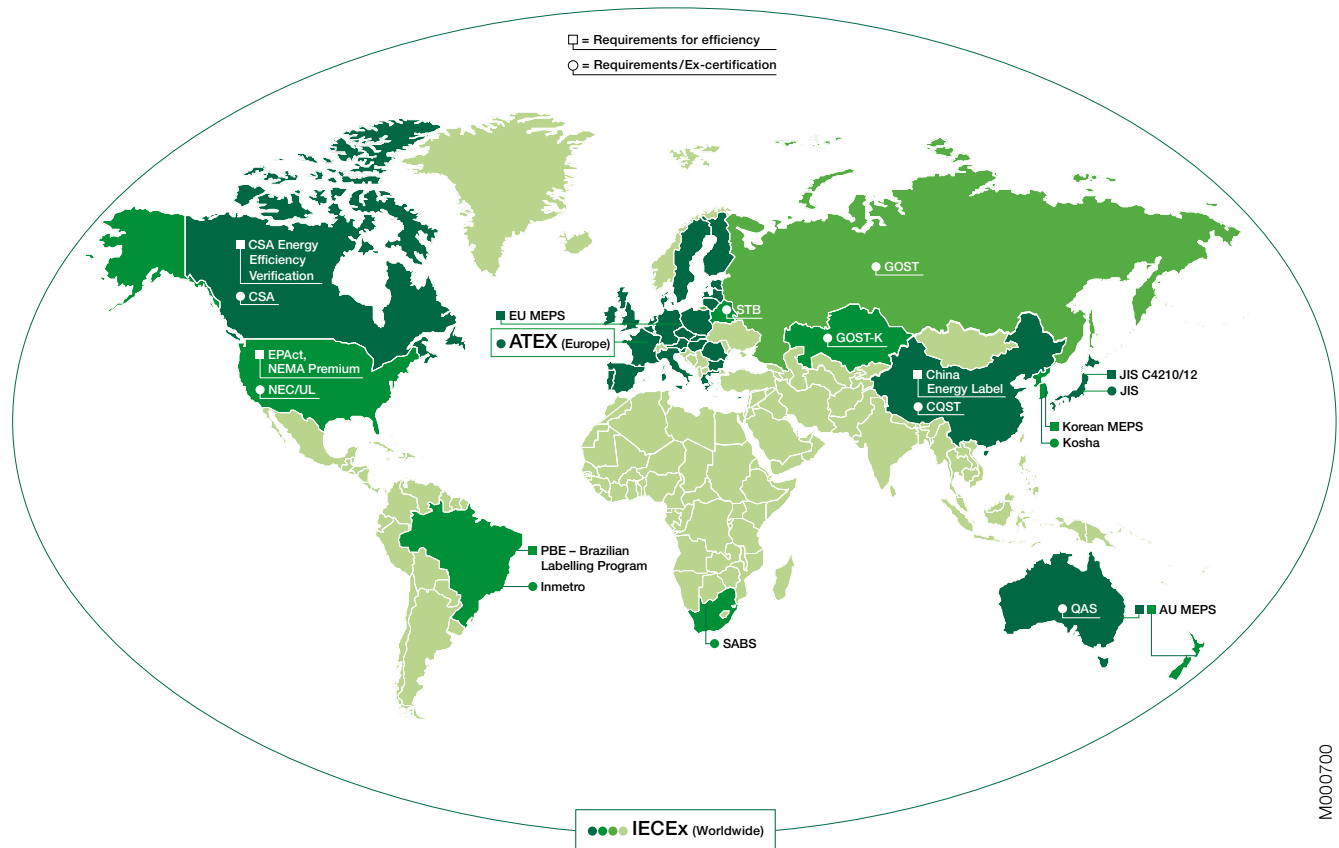 = Requirements for efficiency
= Requirements/Ex-certification
CSA Energy
Efficiency
Verification
CSA
EPAct,
NEMA Premium
NEC/UL
EU MEPS
ATEX (Europe)
STB
GOST
GOST-K
China
Energy Label
CQST
JIS C4210/12
JIS
Korean MEPS
Kosha
PBE – Brazilian
Labelling Program
Inmetro
SABS
QAS
AU MEPS
IECEx (Worldwide)
M000700